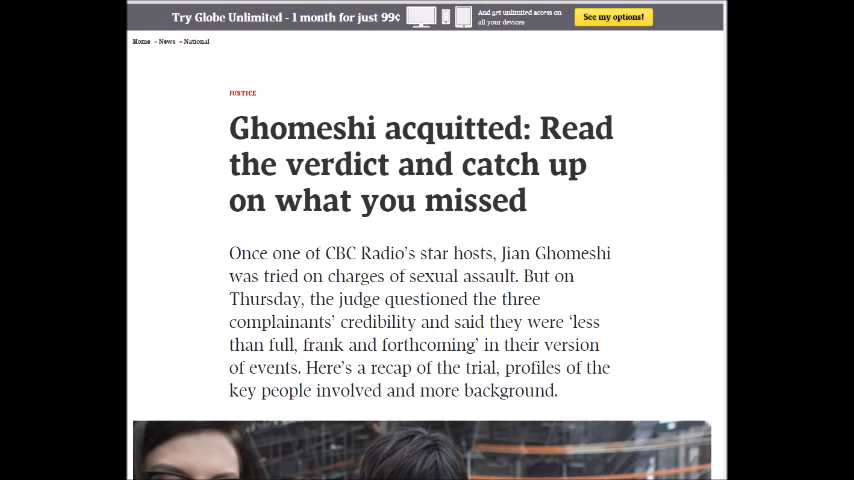 Try Globe Unlimited - 1 month for just 99¢
And get unlimited access on
all your devices
See my options!
Home » News » National
JUSTICE
Ghomeshi acquitted: Read
the verdict and catch up
on what you missed
Once one of CBC Radio's star hosts, Jian Ghomeshi
was tried on charges of sexual assault. But on
Thursday, the judge questioned the three
complainants' credibility and said they were 'less
than full, frank and forthcoming' in their version
of events. Here's a recap of the trial, profiles of the
key people involved and more background.